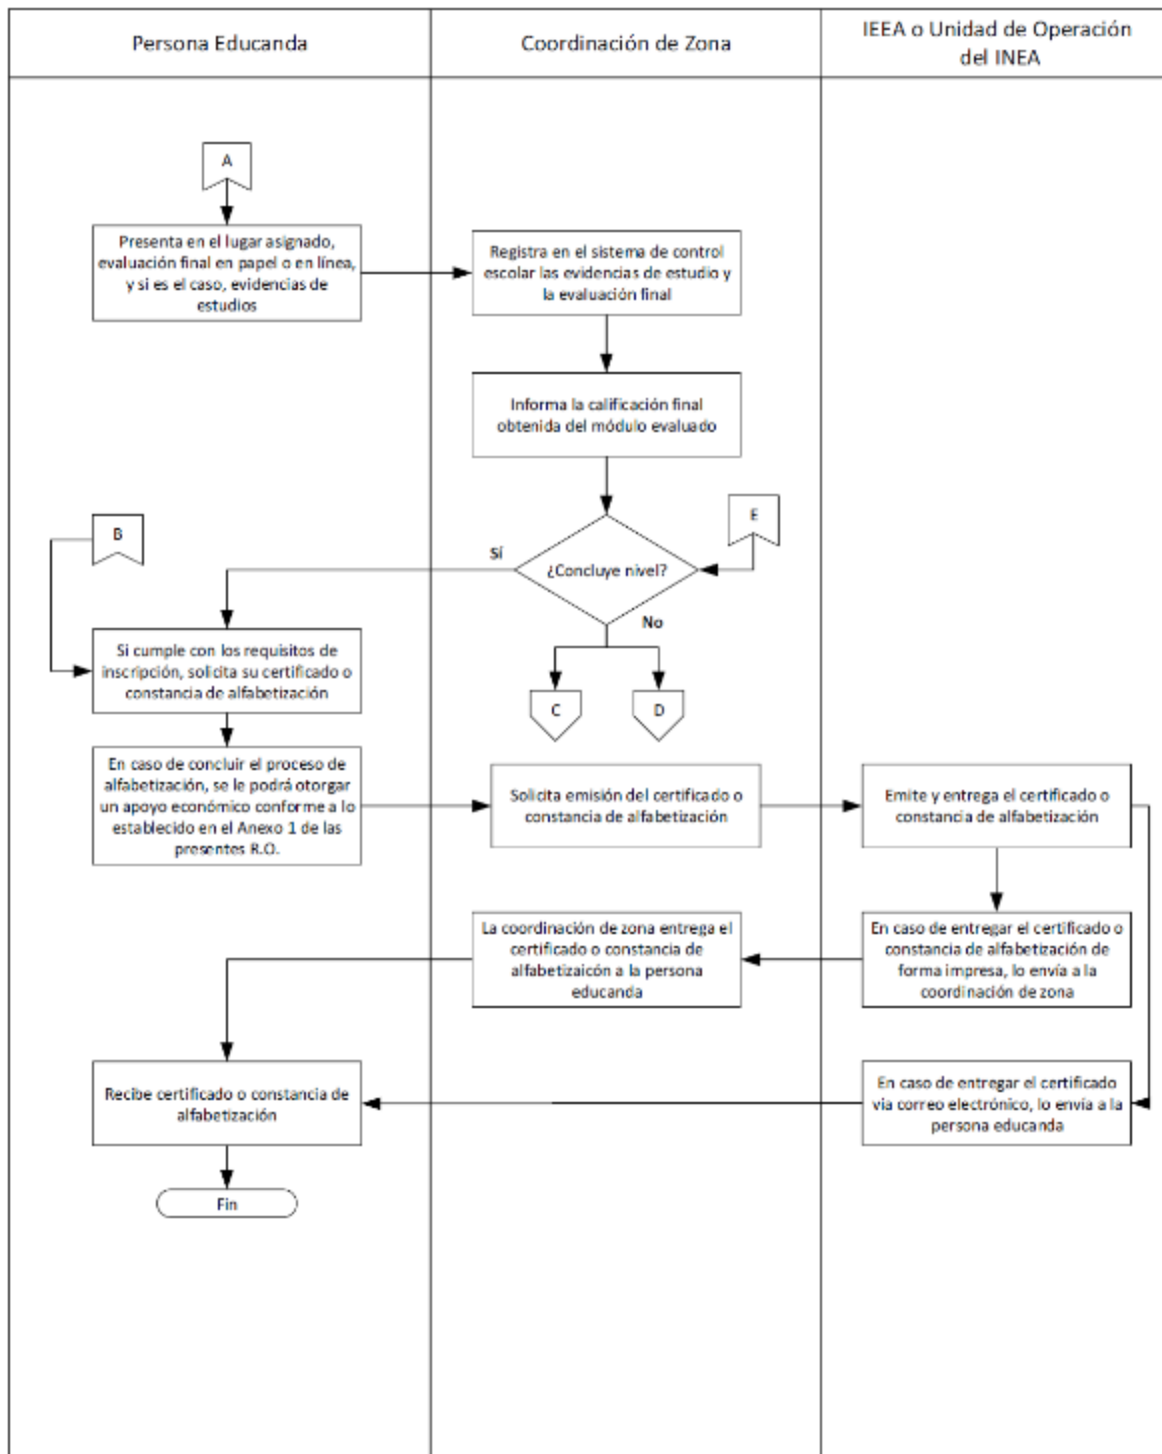 Persona Educanda
Coordinación de Zona
IEEA o Unidad de Operación
del INEA
A
Presenta en el lugar asignado,
evaluación final en papel o en línea,
y si es el caso, evidencias de
estudios
Registra en el sistema de control
escolar las evidencias de estudio y
la evaluación final
Informa la calificación final
obtenida del módulo evaluado
B
E
Sí
¿Concluye nivel?
No
Si cumple con los requisitos de
inscripción, solicita su certificado o
constancia de alfabetización
C
D
En caso de concluir el proceso de
alfabetización, se le podrá otorgar
un apoyo económico conforme a lo
establecido en el Anexo 1 de las
presentes R.O.
Solicita emisión del certificado o
constancia de alfabetización
Emite y entrega el certificado o
constancia de alfabetización
La coordinación de zona entrega el
certificado o constancia de
alfabetizaicón a la persona
educanda
En caso de entregar el certificado o
constancia de alfabetización de
forma impresa, lo envía a la
coordinación de zona
Recibe certificado o constancia de
alfabetización
En caso de entregar el certificado
via correo electrónico, lo envía a la
persona educanda
Fin